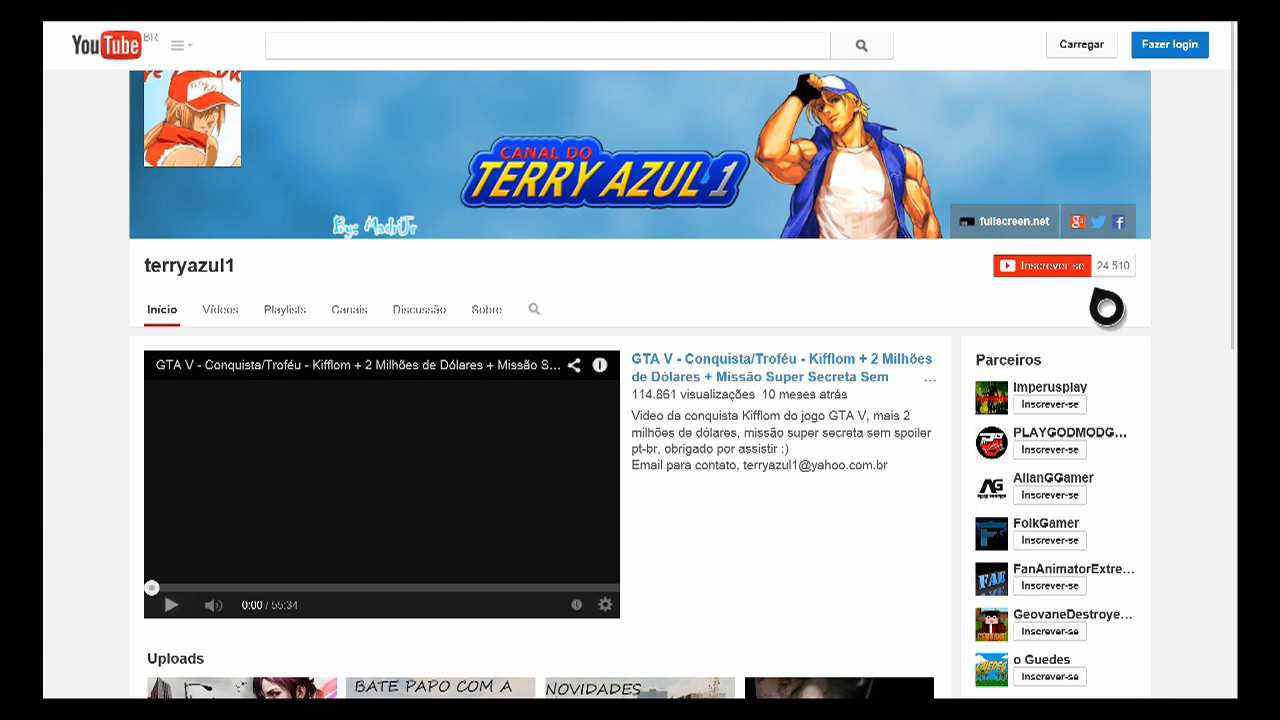 YouTube BR
Carregar
Fazer login
CANAL DO
TERRY AZUL 1
By: MadriJr
fullscreen.net
terryazul1
Inscrever-se 24.510
Início Vídeos Playlists Canais Discussão Sobre
GTA V - Conquista/Troféu - Kifflom + 2 Milhões de Dólares + Missão S...
0:00 / 55:34
GTA V - Conquista/Troféu - Kifflom + 2 Milhões
de Dólares + Missão Super Secreta Sem ...
114.861 visualizações 10 meses atrás
Video da conquista Kifflom do jogo GTA V, mais 2
milhões de dólares, missão super secreta sem spoiler
pt-br, obrigado por assistir :)
Email para contato, terryazul1@yahoo.com.br
Parceiros
Imperusplay
Inscrever-se
PLAYGODMODG...
Inscrever-se
AllanGGamer
Inscrever-se
FolkGamer
Inscrever-se
FanAnimatorExtre...
Inscrever-se
GeovaneDestroye...
Inscrever-se
o Guedes
Inscrever-se
Uploads
BATE PAPO COM A
NOVIDADES